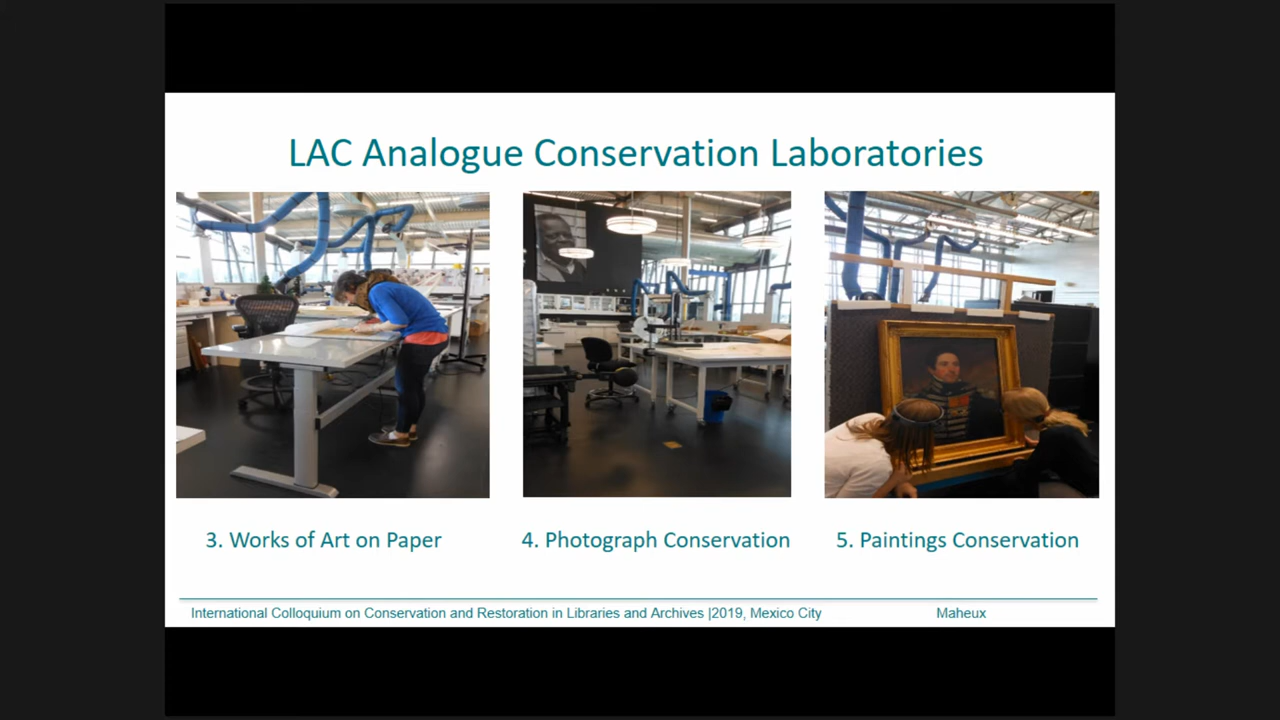 LAC Analogue Conservation Laboratories
3. Works of Art on Paper
4. Photograph Conservation
5. Paintings Conservation
International Colloquium on Conservation and Restoration in Libraries and Archives |2019, Mexico City
Maheux